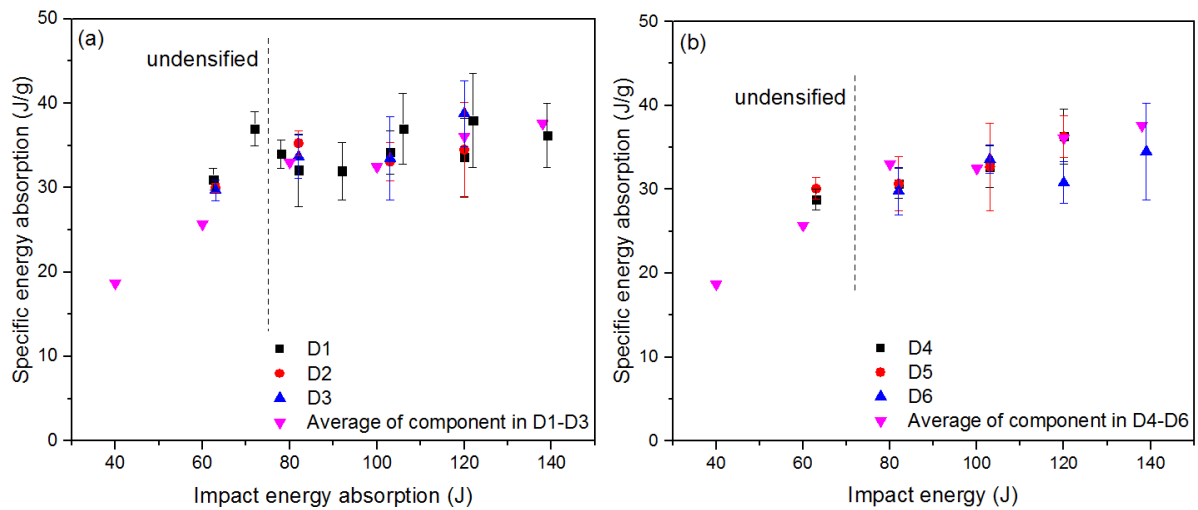 (a)
undensified
50
40
30
20
10
0
Specific energy absorption (J/g)
D1
D2
D3
Average of component in D1-D3
40 60 80 100 120 140
Impact energy absorption (J)
(b)
undensified
50
40
30
20
10
0
Specific energy absorption (J/g)
D4
D5
D6
Average of component in D4-D6
40 60 80 100 120 140
Impact energy (J)